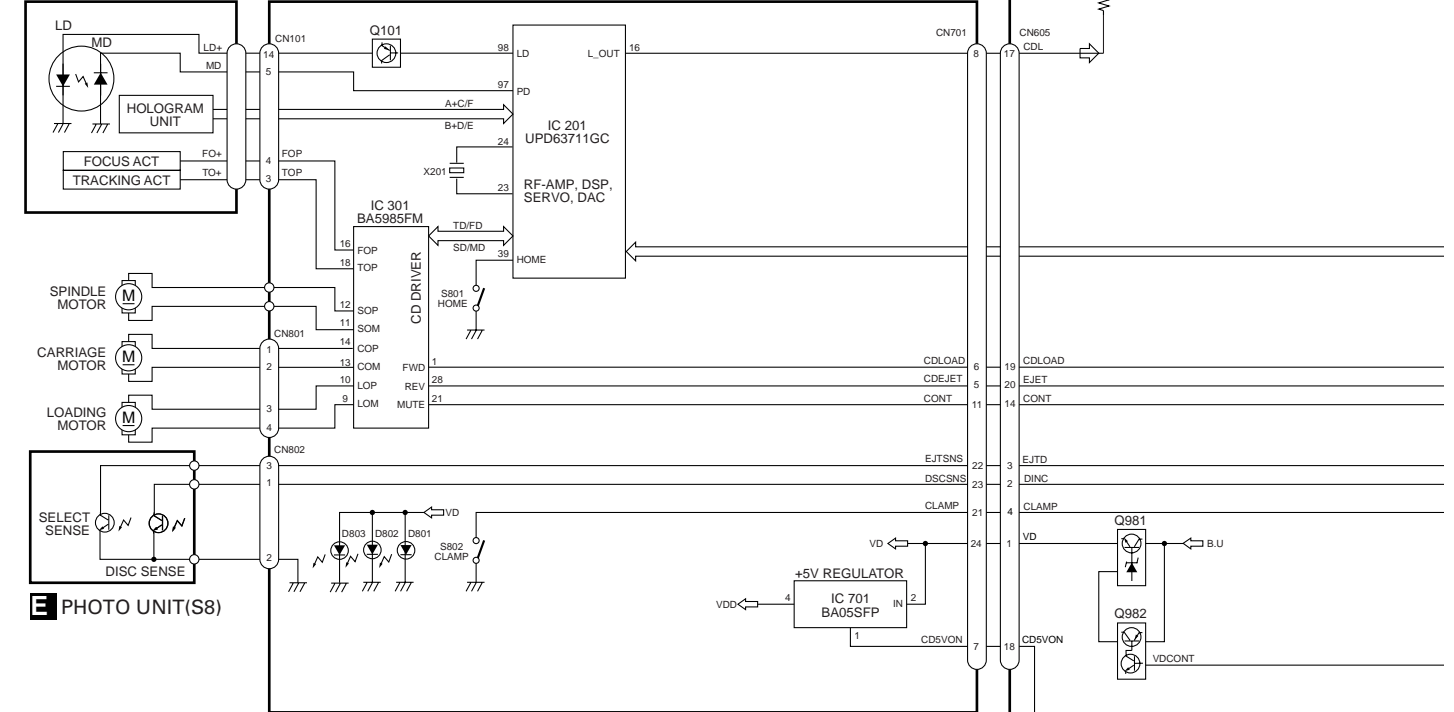 LD
MD
LD+
MD
CN101
14
5
Q101
98 LD
L_OUT 16
CN701
8
CN605
17 CDL
97 PD
HOLOGRAM
UNIT
A+C/F
B+D/E
IC 201
UPD63711GC
24
X201
23
RF-AMP, DSP,
SERVO, DAC
FOCUS ACT
FO+
4 FOP
TRACKING ACT
TO+
3 TOP
IC 301
BA5985FM
TD/FD
SD/MD
39 HOME
S801
HOME
16 FOP
18 TOP
CD DRIVER
SPINDLE
MOTOR
M
12 SOP
11 SOM
CN801
CARRIAGE
MOTOR
M
1
2
14 COP
13 COM
FWD 1
CDLOAD 6
19 CDLOAD
10 LOP
REV 28
CDEJET 5
20 EJET
LOADING
MOTOR
M
3
4
9 LOM
MUTE 21
CONT 11
14 CONT
CN802
3
1
2
EJTSNS 22
3 EJTD
DSCSNS 23
2 DINC
CLAMP 21
4 CLAMP
SELECT
SENSE
DISC SENSE
E PHOTO UNIT(S8)
VD
D803
D802
D801
S802
CLAMP
VD
24
1 VD
Q981
B.U
+5V REGULATOR
VDD
4
IC 701
BA05SFP
IN 2
1
CD5VON 7
18 CD5VON
Q982
VDCONT